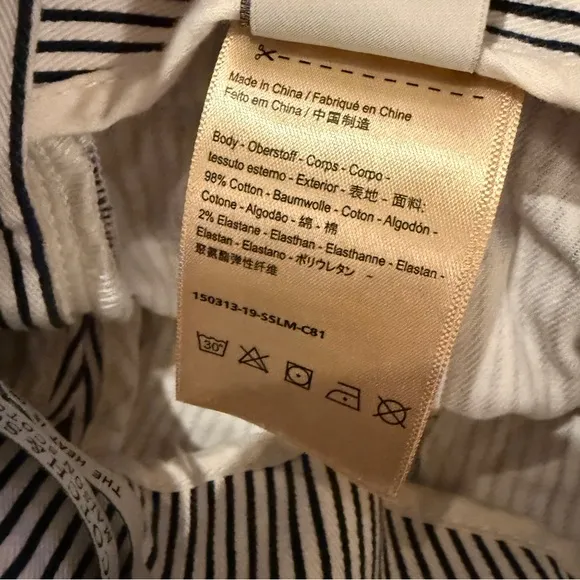 Made in China / Fabriqué en Chine
Feito em China / 中国制造
Body - Oberstoff - Corps - Corpo -
tessuto esterno - Exterior - 表地 - 面料:
98% Cotton - Baumwolle - Coton - Algodón -
Cotone - Algodão - 綿 - 棉
2% Elastane - Elasthan - Elasthanne - Elastan -
Elastan - Elastano - ポリウレタン -
聚氨酯弹性纤维
150313-19-SSLM-C81
30°
MAISON
THE HEAT